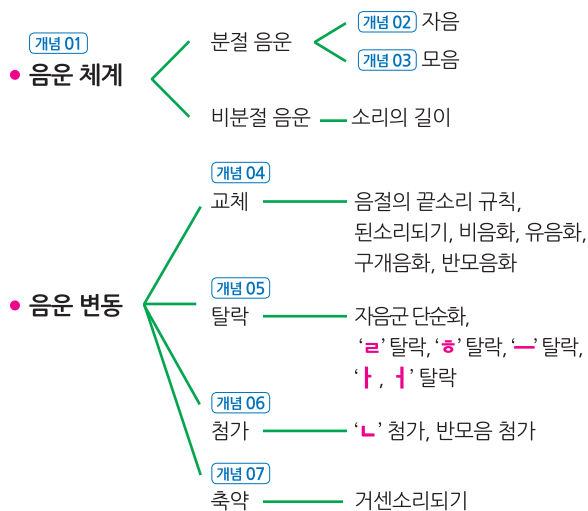 개념 01
음운 체계
분절 음운
개념 02 자음
개념 03 모음
비분절 음운
소리의 길이
음운 변동
개념 04
교체
음절의 끝소리 규칙,
된소리되기, 비음화, 유음화,
구개음화, 반모음화
개념 05
탈락
자음군 단순화,
‘ㄹ’ 탈락, ‘ㅎ’ 탈락, ‘ㅡ’ 탈락,
‘ㅏ, ㅓ’ 탈락
개념 06
첨가
‘ㄴ’ 첨가, 반모음 첨가
개념 07
축약
거센소리되기